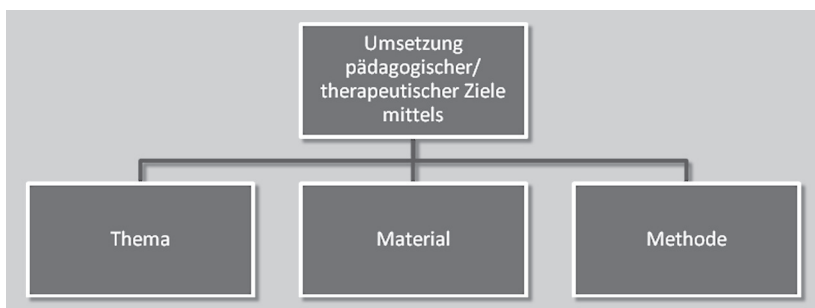 Umsetzung
pädagogischer/
therapeutischer Ziele
mittels
Thema
Material
Methode